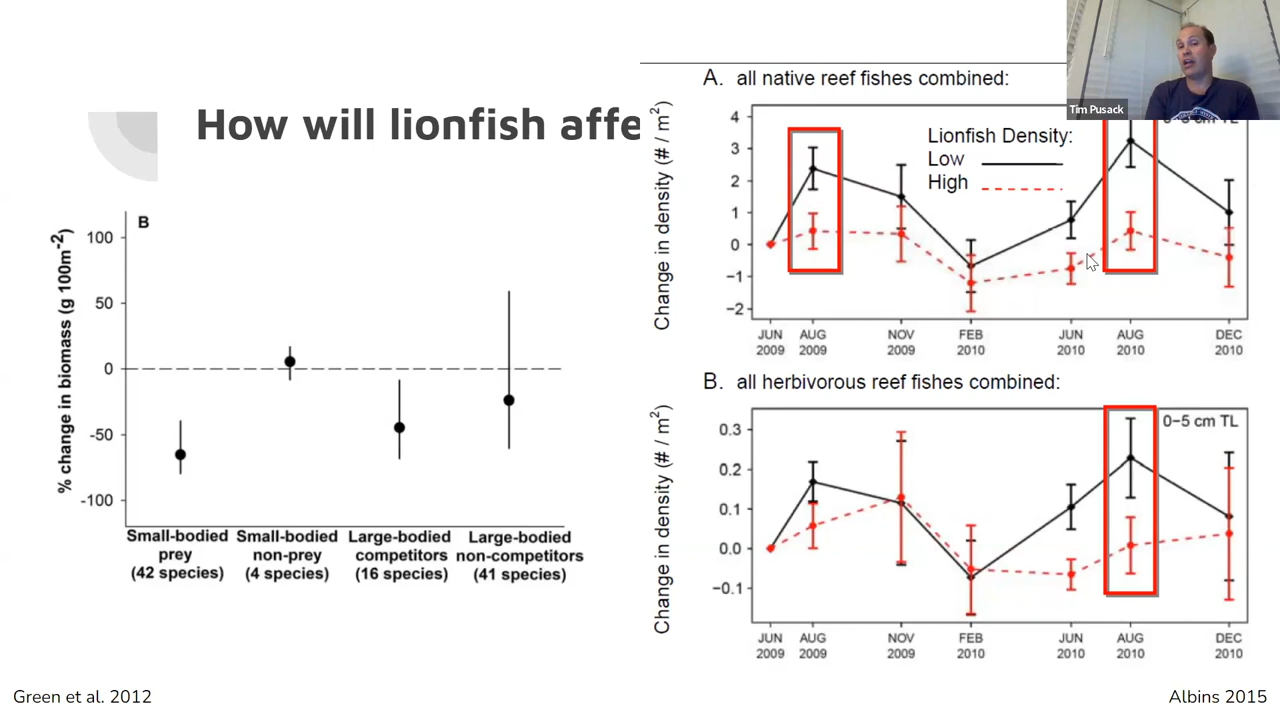 How will lionfish affe
B
% change in biomass (g 100m-2)
100
50
0
-50
-100
Small-bodied prey (42 species)
Small-bodied non-prey (4 species)
Large-bodied competitors (16 species)
Large-bodied non-competitors (41 species)
Green et al. 2012
Tim Pusack
A. all native reef fishes combined:
Change in density (# / m2)
4
3
2
1
0
−1
−2
Lionfish Density:
Low
High
JUN 2009
AUG 2009
NOV 2009
FEB 2010
JUN 2010
AUG 2010
DEC 2010
B. all herbivorous reef fishes combined:
Change in density (# / m2)
0.3
0.2
0.1
0.0
−0.1
0−5 cm TL
JUN 2009
AUG 2009
NOV 2009
FEB 2010
JUN 2010
AUG 2010
DEC 2010
Albins 2015